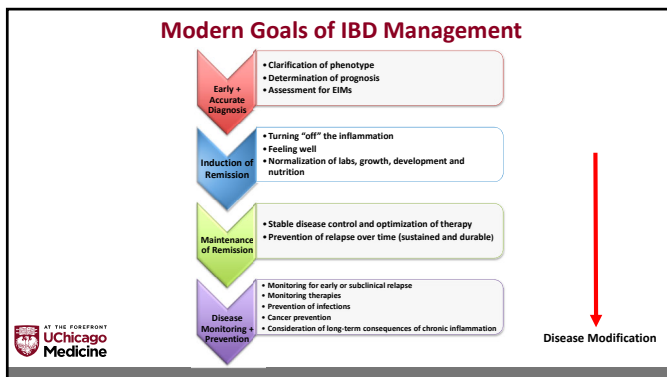 Modern Goals of IBD Management
Early +
Accurate
Diagnosis
• Clarification of phenotype
• Determination of prognosis
• Assessment for EIMs
Induction of
Remission
• Turning “off” the inflammation
• Feeling well
• Normalization of labs, growth, development and
nutrition
Maintenance
of Remission
• Stable disease control and optimization of therapy
• Prevention of relapse over time (sustained and durable)
Disease
Monitoring +
Prevention
• Monitoring for early or subclinical relapse
• Monitoring therapies
• Prevention of infections
• Cancer prevention
• Consideration of long-term consequences of chronic inflammation
Disease Modification
AT THE FOREFRONT
UChicago
Medicine